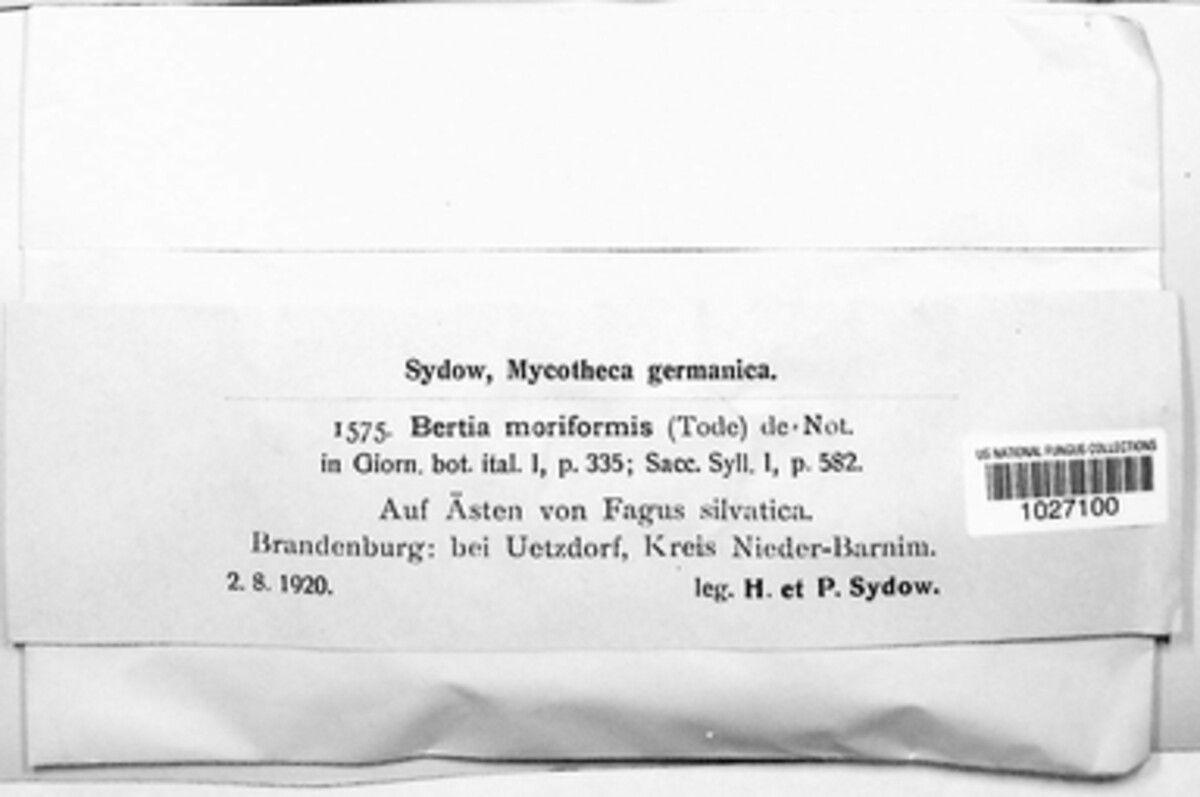 Sydow, Mycotheca germanica.
1575. Bertia moriformis (Tode) de-Not.
in Giorn. bot. ital. I, p. 335; Sacc. Syll. I, p. 582.
Auf Ästen von Fagus silvatica.
Brandenburg: bei Uetzdorf, Kreis Nieder-Barnim.
2. 8. 1920. leg. H. et P. Sydow.
US NATIONAL FUNGUS COLLECTIONS
1027100